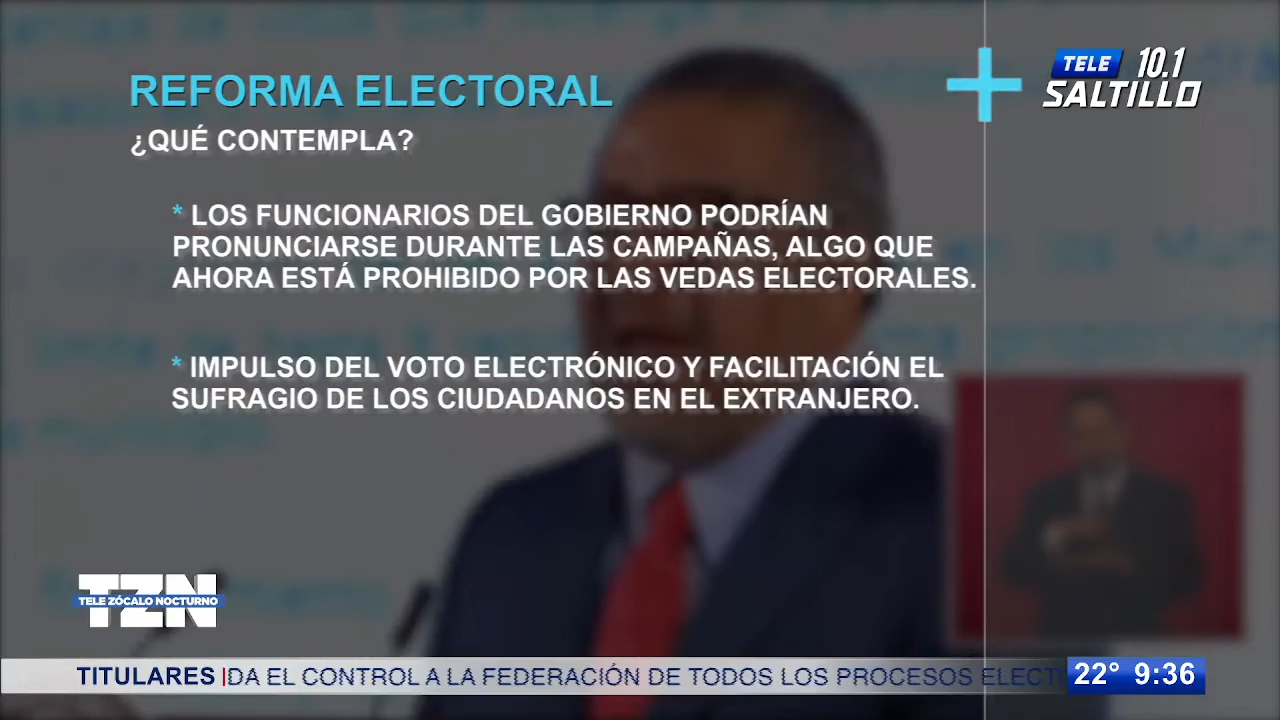 REFORMA ELECTORAL
¿QUÉ CONTEMPLA?
* LOS FUNCIONARIOS DEL GOBIERNO PODRÍAN
PRONUNCIARSE DURANTE LAS CAMPAÑAS, ALGO QUE
AHORA ESTÁ PROHIBIDO POR LAS VEDAS ELECTORALES.
* IMPULSO DEL VOTO ELECTRÓNICO Y FACILITACIÓN EL
SUFRAGIO DE LOS CIUDADANOS EN EL EXTRANJERO.
TELE 10.1
SALTILLO
TZN
TELE ZÓCALO NOCTURNO
TITULARES DA EL CONTROL A LA FEDERACIÓN DE TODOS LOS PROCESOS ELECT 22° 9:36